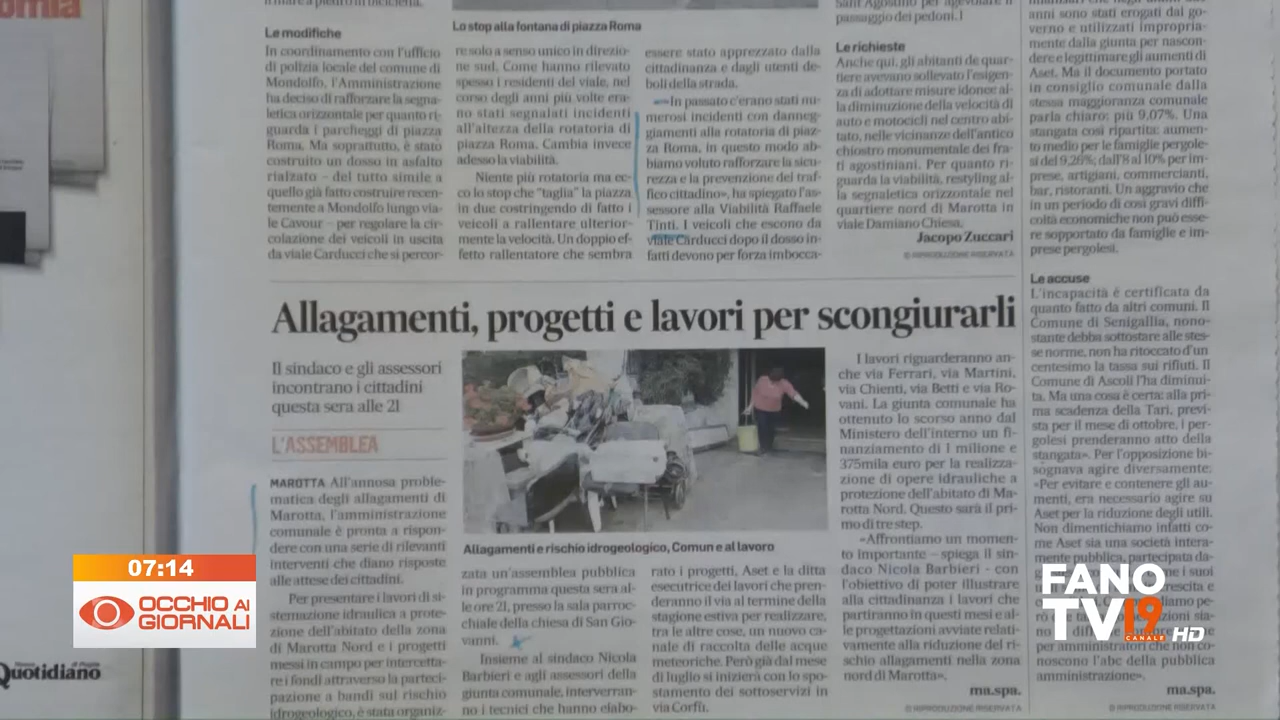 Le modifiche
In coordinamento con l'ufficio
di polizia locale del comune di
Mondolfo, l'Amministrazione
ha deciso di rafforzare la segna-
letica orizzontale per quanto ri-
guarda i parcheggi di piazza
Roma. Ma soprattutto, è stato
costruito un dosso in asfalto
rialzato – del tutto simile a
quello già fatto costruire recen-
temente a Mondolfo lungo via-
le Cavour – per regolare la cir-
colazione dei veicoli in uscita
da viale Carducci che si percor-
Lo stop alla fontana di piazza Roma
re solo a senso unico in direzio-
ne sud. Come hanno rilevato
spesso i residenti del viale, nel
corso degli anni più volte era-
no stati segnalati incidenti
all'altezza della rotatoria di
piazza Roma. Cambia invece
adesso la viabilità.
Niente più rotatoria ma ec-
co lo stop che "taglia" la piazza
in due costringendo di fatto i
veicoli a rallentare ulterior-
mente la velocità. Un doppio ef-
fetto rallentatore che sembra
essere stato apprezzato dalla
cittadinanza e dagli utenti de-
boli della strada.
«In passato c'erano stati nu-
merosi incidenti con danneg-
giamenti alla rotatoria di piaz-
za Roma, in questo modo ab-
biamo voluto rafforzare la sicu-
rezza e la prevenzione del traf-
fico cittadino», ha spiegato l'as-
sessore alla Viabilità Raffaele
Tinti. I veicoli che escono da
viale Carducci dopo il dosso in-
fatti devono per forza imbocca-
Sant'Agostino per agevolare il
passaggio dei pedoni.
Le richieste
Anche qui, gli abitanti de quar-
tiere avevano sollevato l'esigen-
za di adottare misure idonee al-
la diminuzione della velocità di
auto e motocicli nel centro abi-
tato, nelle vicinanze dell'antico
chiostro monumentale dei fra-
ti agostiniani. Per quanto ri-
guarda la viabilità, restyling al-
la segnaletica orizzontale nel
quartiere nord di Marotta in
viale Damiano Chiesa.
Jacopo Zuccari
© RIPRODUZIONE RISERVATA
anni sono stati erogati dal go-
verno e utilizzati impropria-
mente dalla giunta per nascon-
dere e legittimare gli aumenti di
Aset. Ma il documento portato
in consiglio comunale dalla
stessa maggioranza comunale
parla chiaro: più 9,07%. Una
stangata così ripartita: aumen-
to medio per le famiglie pergole-
si del 9,26%; dall'8 al 10% per im-
prese, artigiani, commercianti,
bar, ristoranti. Un aggravio che
in un periodo di così gravi diffi-
coltà economiche non può esse-
re sopportato da famiglie e im-
prese pergolesi.
Le accuse
L'incapacità è certificata da
quanto fatto da altri comuni. Il
Comune di Senigallia, nono-
stante debba sottostare alle stes-
se norme, non ha ritoccato d'un
centesimo la tassa sui rifiuti. Il
Comune di Ascoli l'ha diminui-
ta. Ma una cosa è certa: alla pri-
ma scadenza della Tari, previ-
sta per il mese di ottobre, i per-
golesi prenderanno atto della
stangata». Per l'opposizione bi-
sognava agire diversamente:
«Per evitare e contenere gli au-
menti, era necessario agire su
Aset per la riduzione degli utili.
Non dimentichiamo infatti co-
me Aset sia una società intera-
mente pubblica, partecipata da-
per amministratori che non co-
noscono l'abc della pubblica
amministrazione».
ma.spa.
© RIPRODUZIONE RISERVATA
Allagamenti, progetti e lavori per scongiurarli
Il sindaco e gli assessori
incontrano i cittadini
questa sera alle 21
L'ASSEMBLEA
MAROTTA All'annosa proble-
matica degli allagamenti di
Marotta, l'amministrazione
comunale è pronta a rispon-
dere con una serie di rilevanti
interventi che diano risposte
alle attese dei cittadini.
Per presentare i lavori di si-
stemazione idraulica a prote-
zione dell'abitato della zona
di Marotta Nord e i progetti
messi in campo per intercetta-
re i fondi attraverso la parteci-
pazione a bandi sul rischio
idrogeologico, è stata organiz-
Allagamenti e rischio idrogeologico, Comun e al lavoro
zata un'assemblea pubblica
in programma questa sera al-
le ore 21, presso la sala parroc-
chiale della chiesa di San Gio-
vanni.
Insieme al sindaco Nicola
Barbieri e agli assessori della
giunta comunale, interverran-
no i tecnici che hanno elabo-
rato i progetti, Aset e la ditta
esecutrice dei lavori che pren-
deranno il via al termine della
stagione estiva per realizzare,
tra le altre cose, un nuovo ca-
nale di raccolta delle acque
meteoriche. Però già dal mese
di luglio si inizierà con lo spo-
stamento dei sottoservizi in
via Corfù.
I lavori riguarderanno an-
che via Ferrari, via Martini,
via Chienti, via Betti e via Ro-
vani. La giunta comunale ha
ottenuto lo scorso anno dal
Ministero dell'interno un fi-
nanziamento di 1 milione e
375mila euro per la realizza-
zione di opere idrauliche a
protezione dell'abitato di Ma-
rotta Nord. Questo sarà il pri-
mo di tre step.
«Affrontiamo un momen-
to importante – spiega il sin-
daco Nicola Barbieri – con
l'obiettivo di poter illustrare
alla cittadinanza i lavori che
partiranno in questi mesi e al-
le progettazioni avviate relati-
vamente alla riduzione del ri-
schio allagamenti nella zona
nord di Marotta».
ma.spa.
© RIPRODUZIONE RISERVATA
07:14
OCCHIO AI
GIORNALI
Quotidiano
FANO
TV 19
CANALE
HD